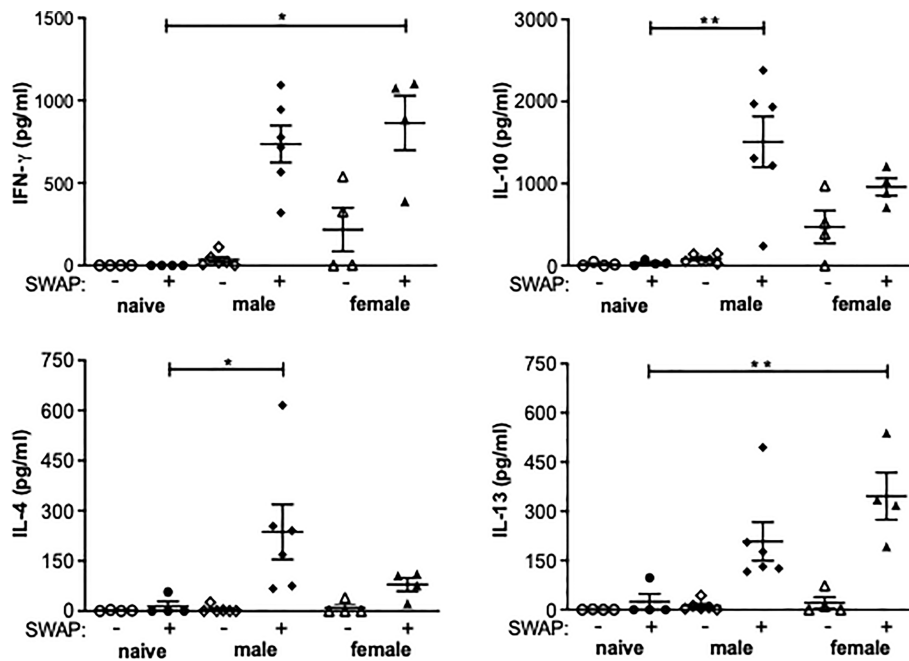 IFN-γ (pg/ml)
1500
1000
500
0
*
SWAP: - + - + - +
naive male female
IL-10 (pg/ml)
3000
2000
1000
0
**
SWAP: - + - + - +
naive male female
IL-4 (pg/ml)
750
600
450
300
150
0
*
SWAP: - + - + - +
naive male female
IL-13 (pg/ml)
750
600
450
300
150
0
**
SWAP: - + - + - +
naive male female